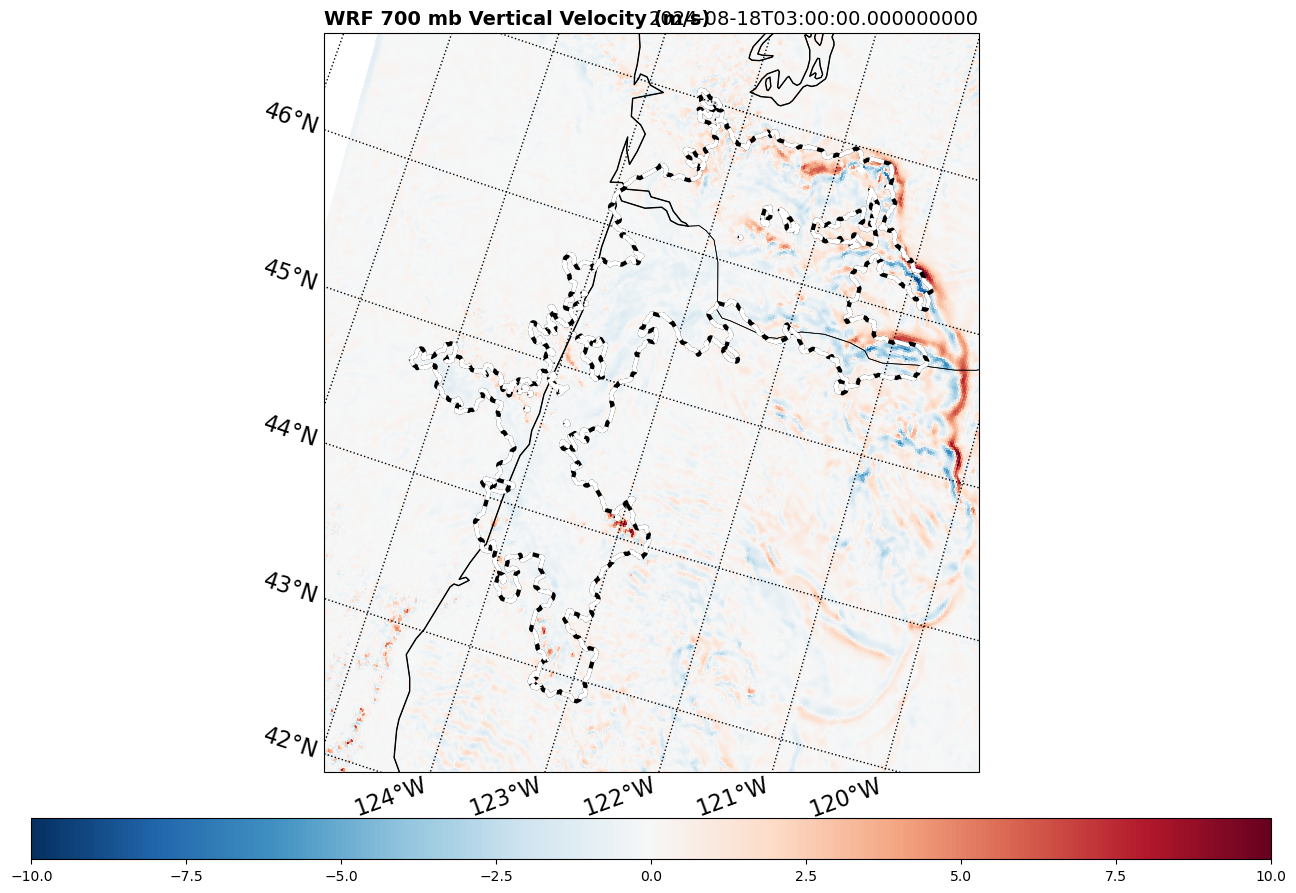 WRF 700 mb Vertical Velocity (m/s) 2024-08-18T03:00:00.000000000
46°N
45°N
44°N
43°N
42°N
124°W 123°W 122°W 121°W 120°W
−10.0 −7.5 −5.0 −2.5 0.0 2.5 5.0 7.5 10.0